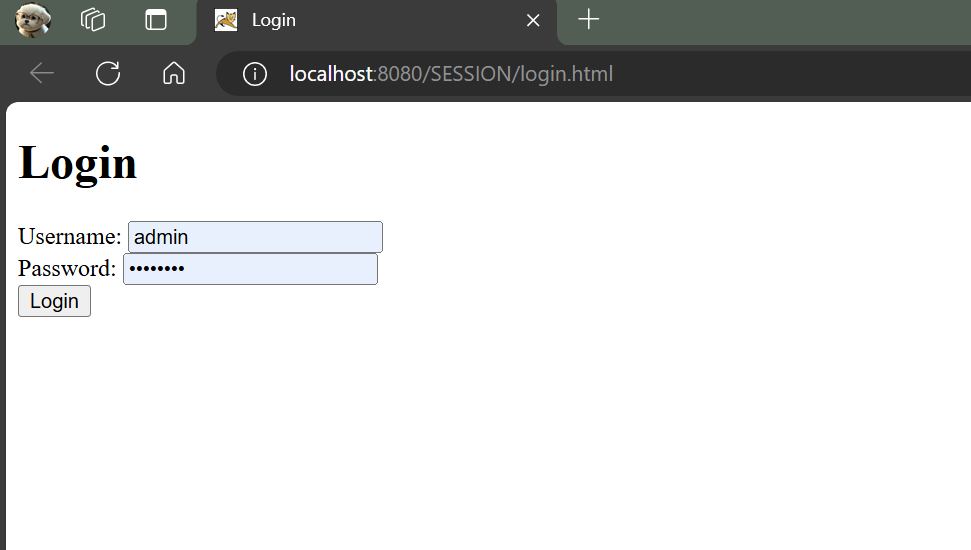 Login
localhost:8080/SESSION/login.html
Login
Username: admin
Password: ••••••••
Login